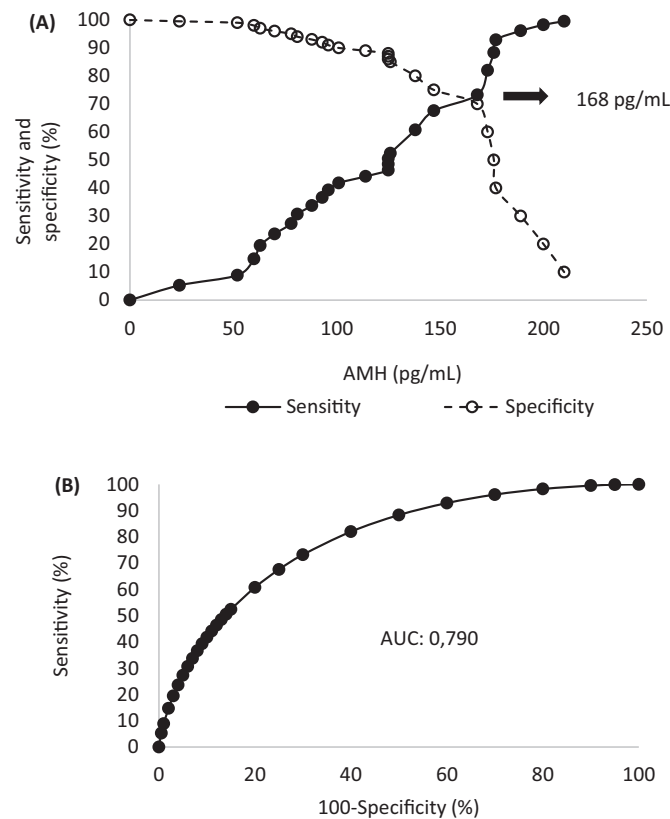 (A)
Sensitivity and
specificity (%)
100
90
80
70
60
50
40
30
20
10
0
168 pg/mL
0 50 100 150 200 250
AMH (pg/mL)
Sensitity Specificity
(B)
Sensitivity (%)
100
90
80
70
60
50
40
30
20
10
0
AUC: 0,790
0 20 40 60 80 100
100-Specificity (%)